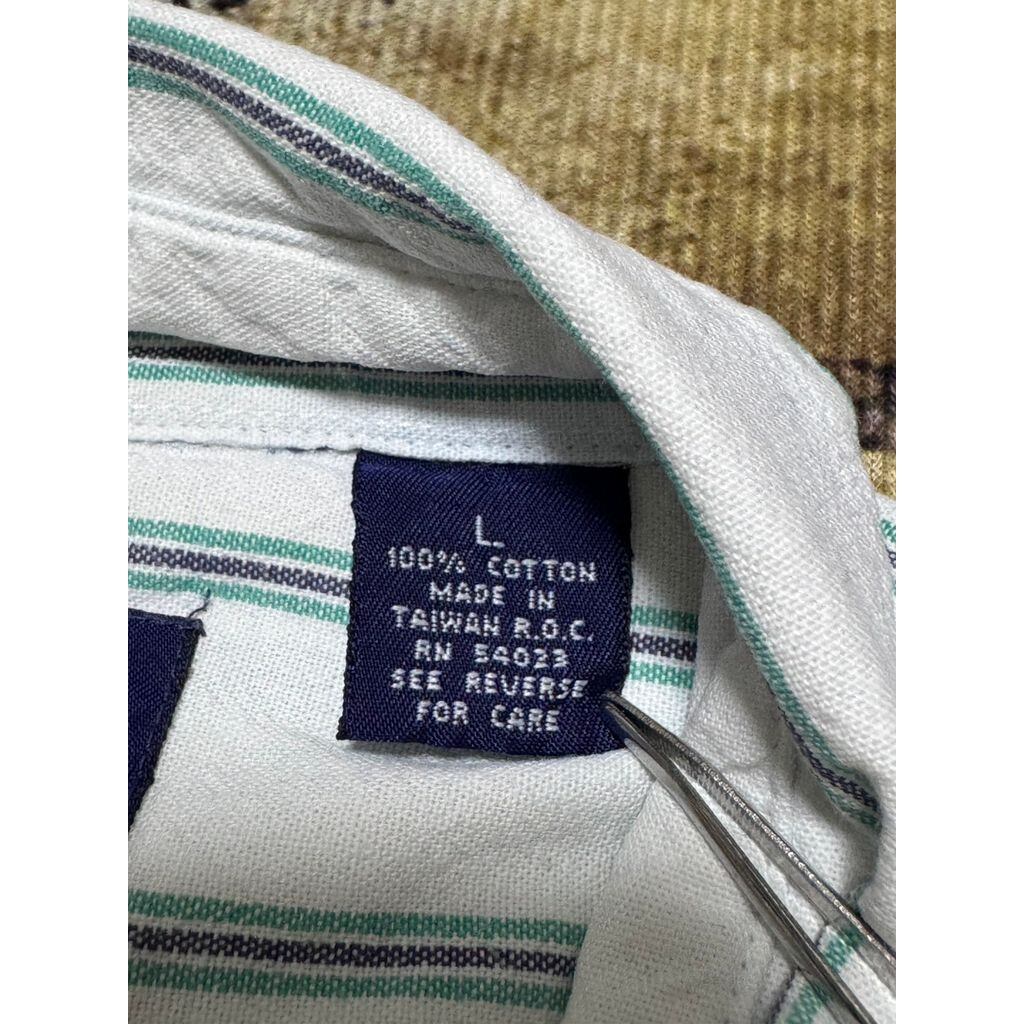 L
100% COTTON
MADE IN
TAIWAN R.O.C.
RN 54023
SEE REVERSE
FOR CARE